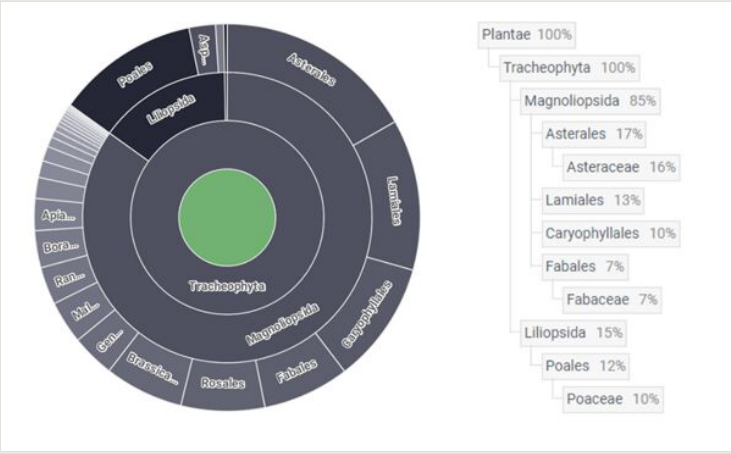 Poales
Asp...
Asterales
Liliopsida
Lamiales
Apia...
Bora...
Ran...
Mal...
Gen...
Brassica...
Rosales
Fabales
Caryophyllales
Tracheophyta
Magnoliopsida
Plantae 100%
Tracheophyta 100%
Magnoliopsida 85%
Asterales 17%
Asteraceae 16%
Lamiales 13%
Caryophyllales 10%
Fabales 7%
Fabaceae 7%
Liliopsida 15%
Poales 12%
Poaceae 10%